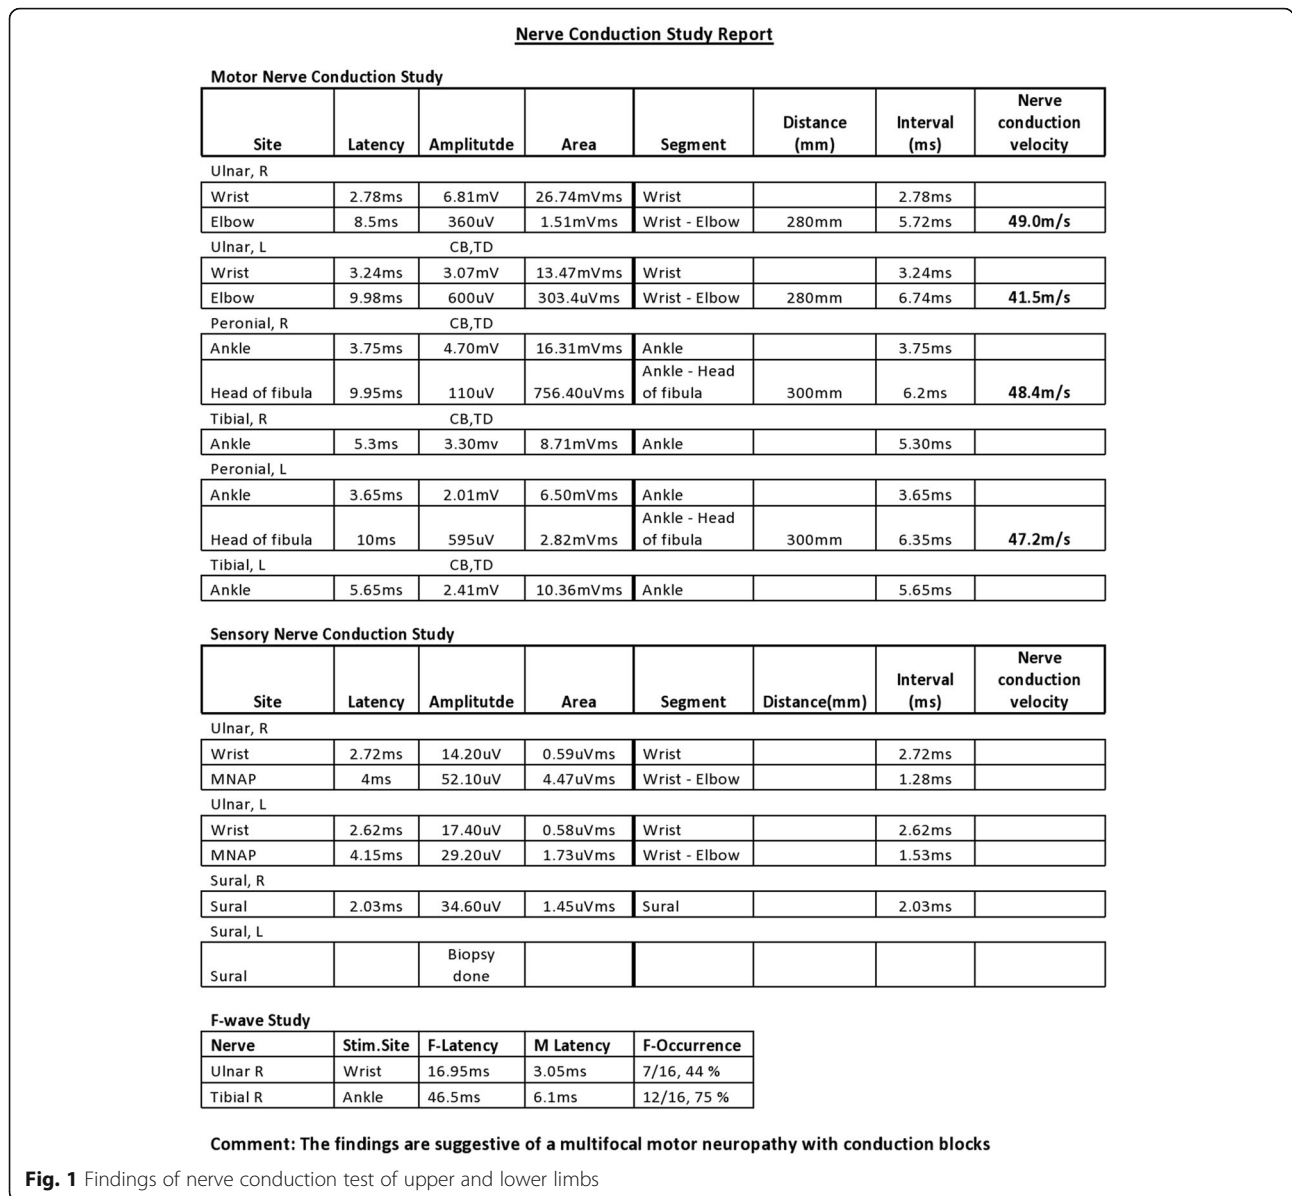 Nerve Conduction Study Report
Motor Nerve Conduction Study
Site Latency Amplitutde Area Segment Distance (mm) Interval (ms) Nerve conduction velocity
Ulnar, R
Wrist 2.78ms 6.81mV 26.74mVms Wrist 2.78ms
Elbow 8.5ms 360uV 1.51mVms Wrist - Elbow 280mm 5.72ms 49.0m/s
Ulnar, L CB,TD
Wrist 3.24ms 3.07mV 13.47mVms Wrist 3.24ms
Elbow 9.98ms 600uV 303.4uVms Wrist - Elbow 280mm 6.74ms 41.5m/s
Peronial, R CB,TD
Ankle 3.75ms 4.70mV 16.31mVms Ankle 3.75ms
Head of fibula 9.95ms 110uV 756.40uVms Ankle - Head of fibula 300mm 6.2ms 48.4m/s
Tibial, R CB,TD
Ankle 5.3ms 3.30mv 8.71mVms Ankle 5.30ms
Peronial, L
Ankle 3.65ms 2.01mV 6.50mVms Ankle 3.65ms
Head of fibula 10ms 595uV 2.82mVms Ankle - Head of fibula 300mm 6.35ms 47.2m/s
Tibial, L CB,TD
Ankle 5.65ms 2.41mV 10.36mVms Ankle 5.65ms
Sensory Nerve Conduction Study
Site Latency Amplitutde Area Segment Distance(mm) Interval (ms) Nerve conduction velocity
Ulnar, R
Wrist 2.72ms 14.20uV 0.59uVms Wrist 2.72ms
MNAP 4ms 52.10uV 4.47uVms Wrist - Elbow 1.28ms
Ulnar, L
Wrist 2.62ms 17.40uV 0.58uVms Wrist 2.62ms
MNAP 4.15ms 29.20uV 1.73uVms Wrist - Elbow 1.53ms
Sural, R
Sural 2.03ms 34.60uV 1.45uVms Sural 2.03ms
Sural, L
Sural Biopsy done
F-wave Study
Nerve Stim.Site F-Latency M Latency F-Occurrence
Ulnar R Wrist 16.95ms 3.05ms 7/16, 44 %
Tibial R Ankle 46.5ms 6.1ms 12/16, 75 %
Comment: The findings are suggestive of a multifocal motor neuropathy with conduction blocks
Fig. 1 Findings of nerve conduction test of upper and lower limbs